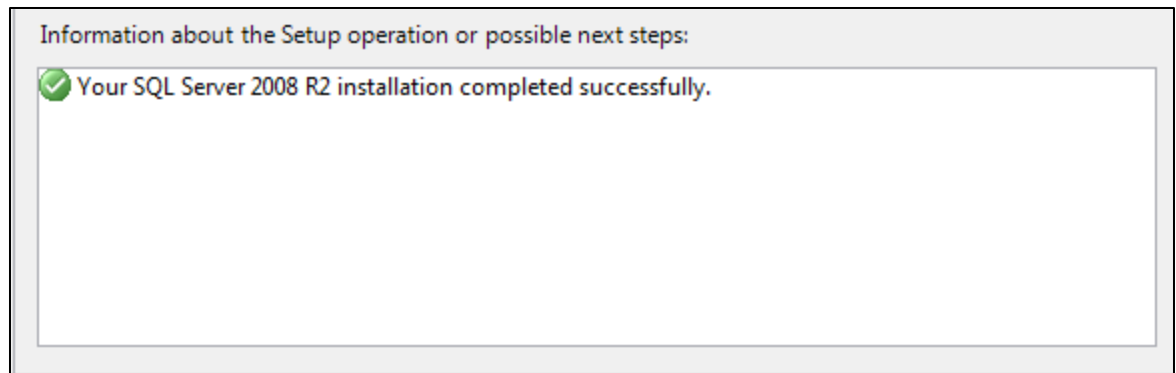 Information about the Setup operation or possible next steps:
Your SQL Server 2008 R2 installation completed successfully.